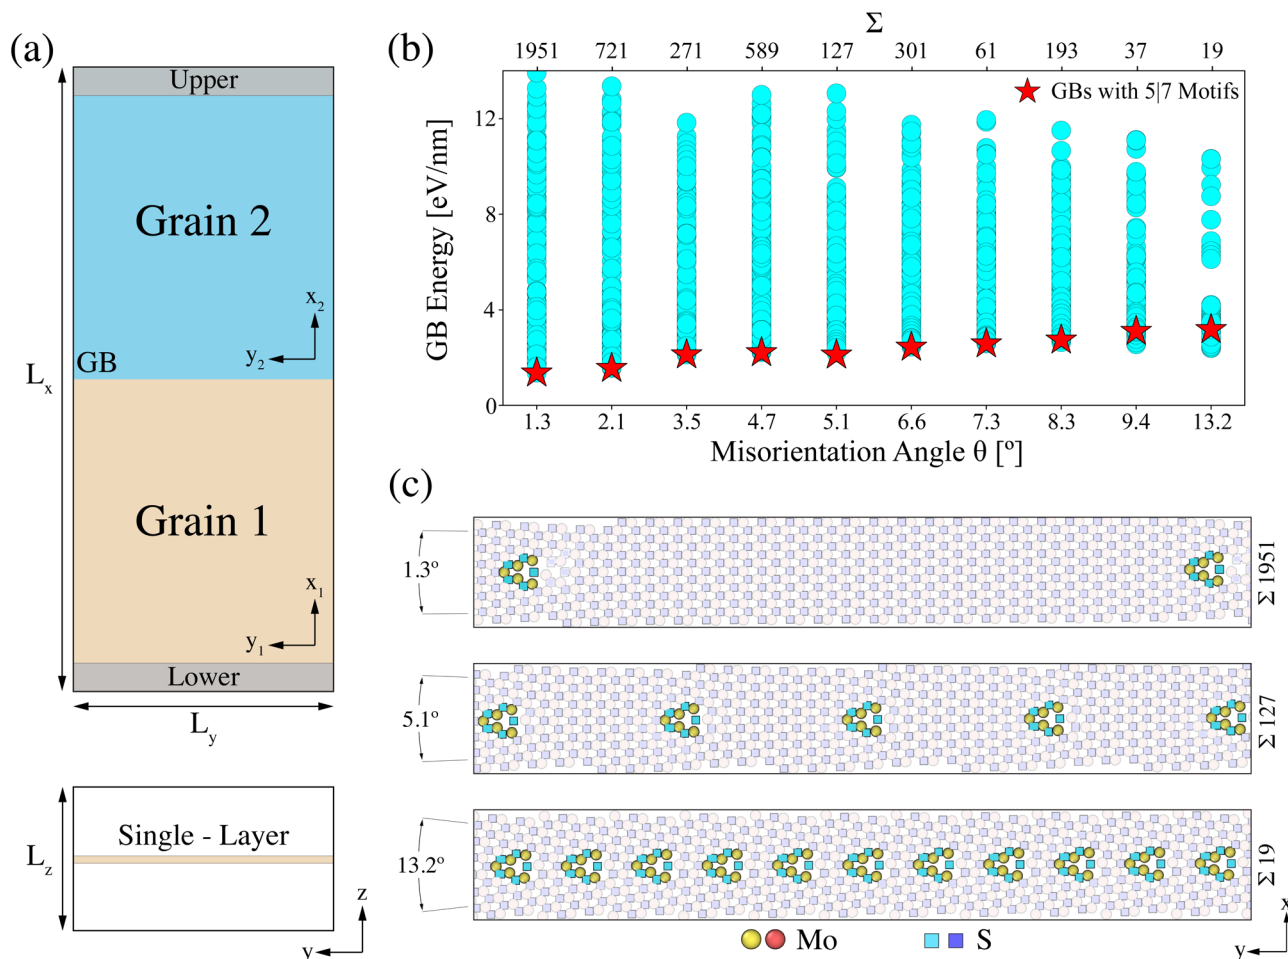 (a)
Upper
Grain 2
x₂
y₂
GB
Lₓ
Grain 1
x₁
y₁
Lower
L_y
Single - Layer
L_z
z
y
(b)
Σ
1951 721 271 589 127 301 61 193 37 19
GBs with 5|7 Motifs
GB Energy [eV/nm]
12
8
4
0
1.3 2.1 3.5 4.7 5.1 6.6 7.3 8.3 9.4 13.2
Misorientation Angle θ [º]
(c)
1.3º
Σ 1951
5.1º
Σ 127
13.2º
Σ 19
Mo S
x
y